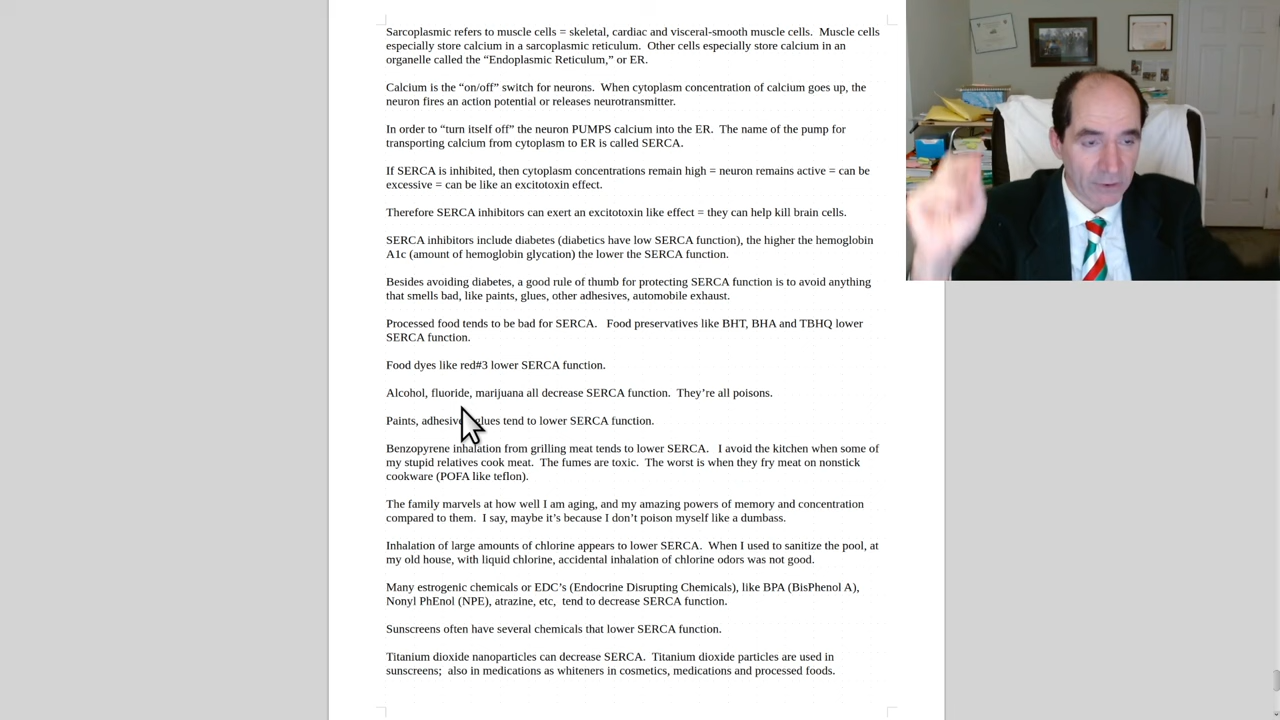 Sarcoplasmic refers to muscle cells = skeletal, cardiac and visceral-smooth muscle cells. Muscle cells
especially store calcium in a sarcoplasmic reticulum. Other cells especially store calcium in an
organelle called the “Endoplasmic Reticulum,” or ER.
Calcium is the “on/off” switch for neurons. When cytoplasm concentration of calcium goes up, the
neuron fires an action potential or releases neurotransmitter.
In order to “turn itself off” the neuron PUMPS calcium into the ER. The name of the pump for
transporting calcium from cytoplasm to ER is called SERCA.
If SERCA is inhibited, then cytoplasm concentrations remain high = neuron remains active = can be
excessive = can be like an excitotoxin effect.
Therefore SERCA inhibitors can exert an excitotoxin like effect = they can help kill brain cells.
SERCA inhibitors include diabetes (diabetics have low SERCA function), the higher the hemoglobin
A1c (amount of hemoglobin glycation) the lower the SERCA function.
Besides avoiding diabetes, a good rule of thumb for protecting SERCA function is to avoid anything
that smells bad, like paints, glues, other adhesives, automobile exhaust.
Processed food tends to be bad for SERCA. Food preservatives like BHT, BHA and TBHQ lower
SERCA function.
Food dyes like red#3 lower SERCA function.
Alcohol, fluoride, marijuana all decrease SERCA function. They’re all poisons.
Paints, adhesive glues tend to lower SERCA function.
Benzopyrene inhalation from grilling meat tends to lower SERCA. I avoid the kitchen when some of
my stupid relatives cook meat. The fumes are toxic. The worst is when they fry meat on nonstick
cookware (POFA like teflon).
The family marvels at how well I am aging, and my amazing powers of memory and concentration
compared to them. I say, maybe it’s because I don’t poison myself like a dumbass.
Inhalation of large amounts of chlorine appears to lower SERCA. When I used to sanitize the pool, at
my old house, with liquid chlorine, accidental inhalation of chlorine odors was not good.
Many estrogenic chemicals or EDC’s (Endocrine Disrupting Chemicals), like BPA (BisPhenol A),
Nonyl PhEnol (NPE), atrazine, etc, tend to decrease SERCA function.
Sunscreens often have several chemicals that lower SERCA function.
Titanium dioxide nanoparticles can decrease SERCA. Titanium dioxide particles are used in
sunscreens; also in medications as whiteners in cosmetics, medications and processed foods.